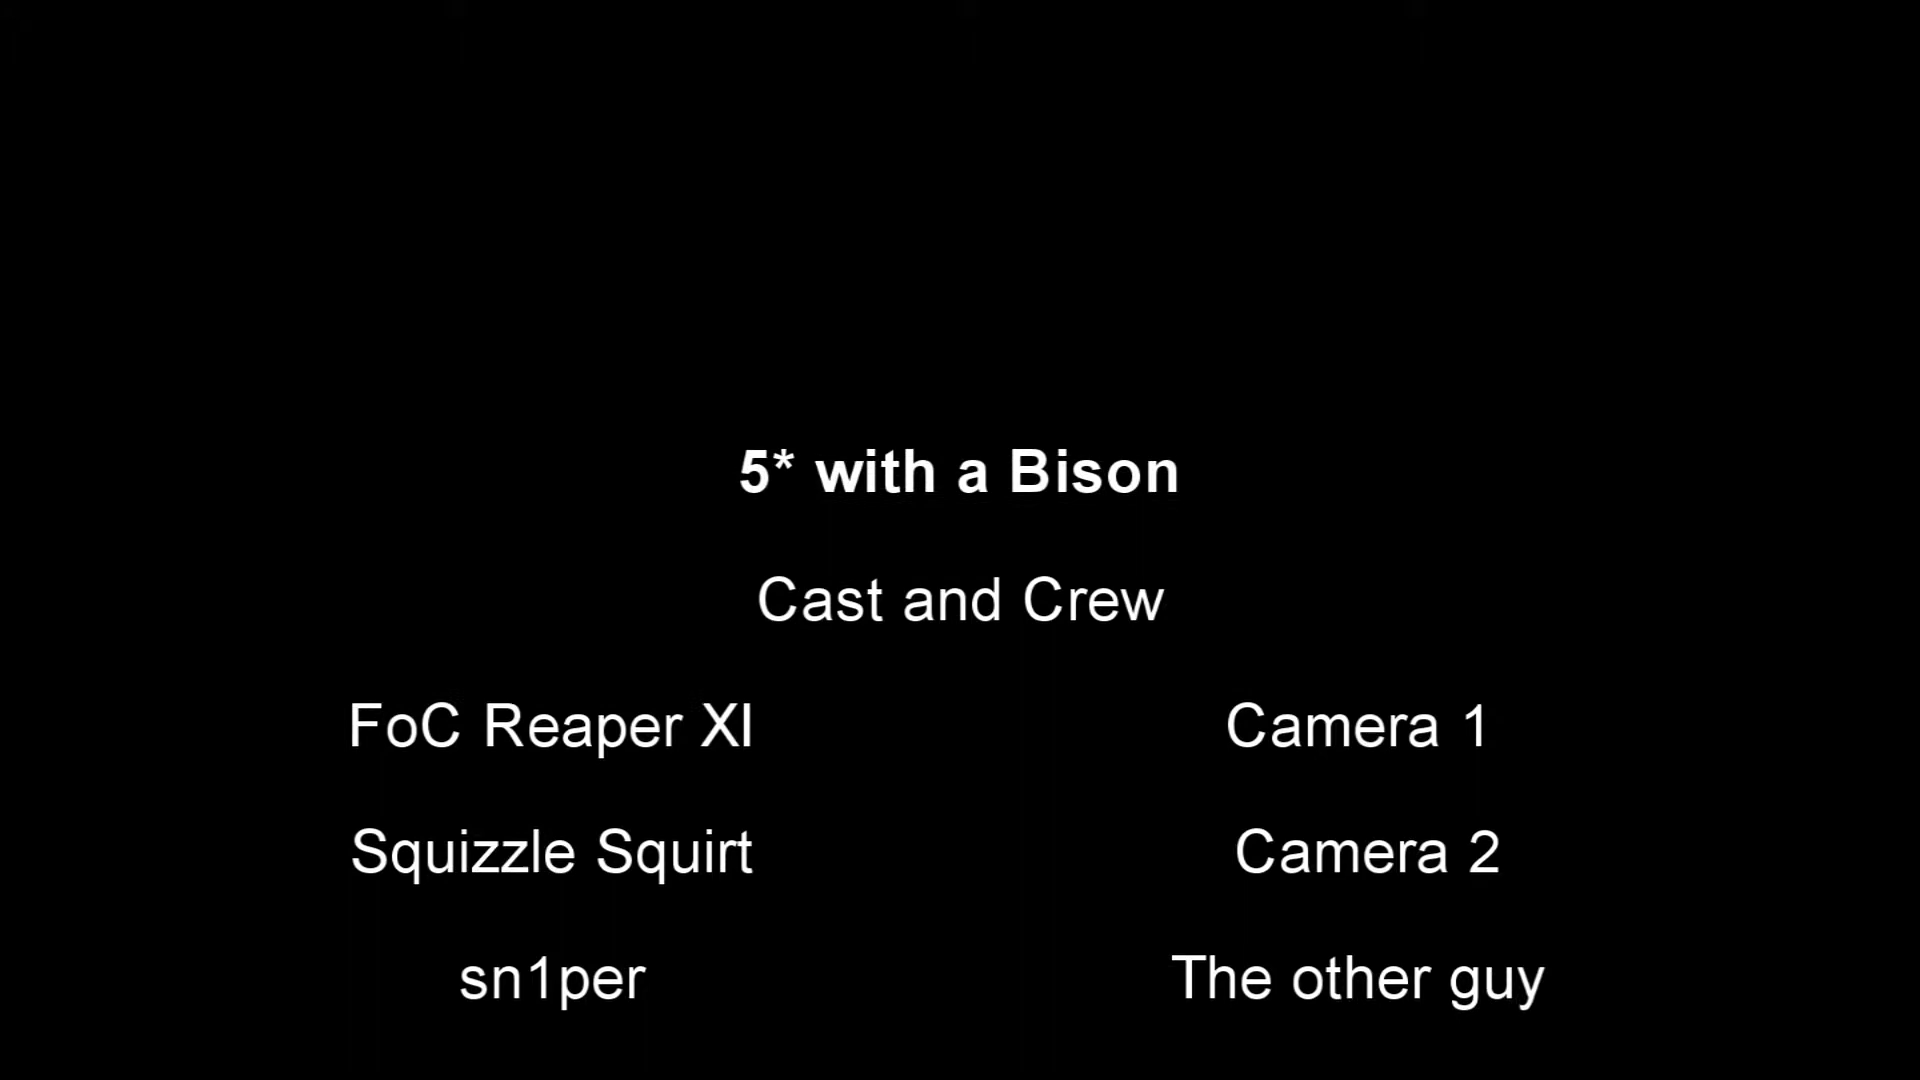 5* with a Bison
Cast and Crew
FoC Reaper XI Camera 1
Squizzle Squirt Camera 2
sn1per The other guy